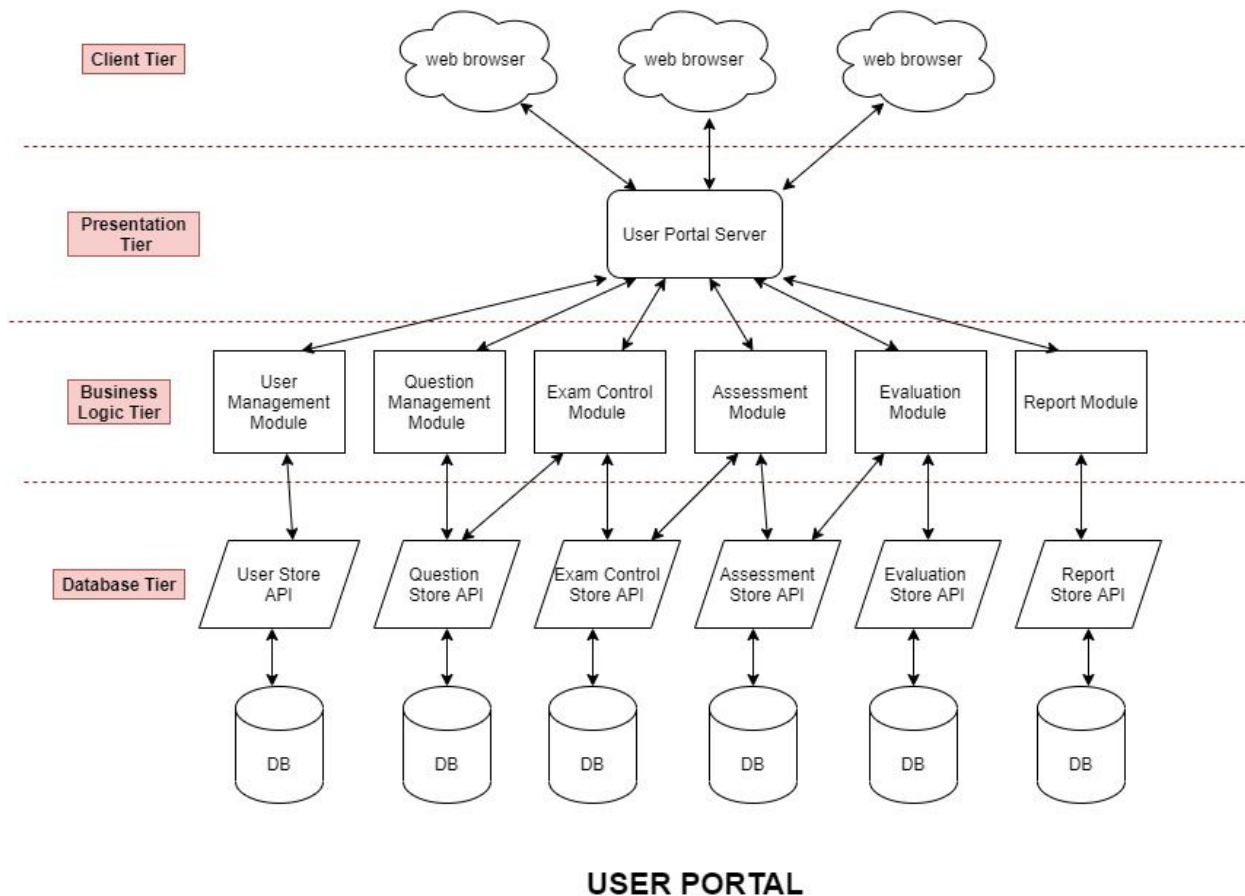 Client Tier
web browser
web browser
web browser
Presentation
Tier
User Portal Server
Business
Logic Tier
User
Management
Module
Question
Management
Module
Exam Control
Module
Assessment
Module
Evaluation
Module
Report Module
Database Tier
User Store
API
Question
Store API
Exam Control
Store API
Assessment
Store API
Evaluation
Store API
Report
Store API
DB
DB
DB
DB
DB
DB
USER PORTAL